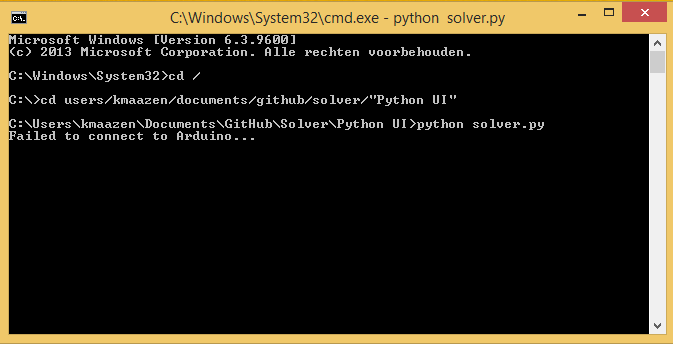 C:\Windows\System32\cmd.exe - python  solver.py
Microsoft Windows [Version 6.3.9600]
(c) 2013 Microsoft Corporation. Alle rechten voorbehouden.
C:\Windows\System32>cd /
C:\>cd users/kmaazen/documents/github/solver/"Python UI"
C:\Users\kmaazen\Documents\GitHub\Solver\Python UI>python solver.py
Failed to connect to Arduino...